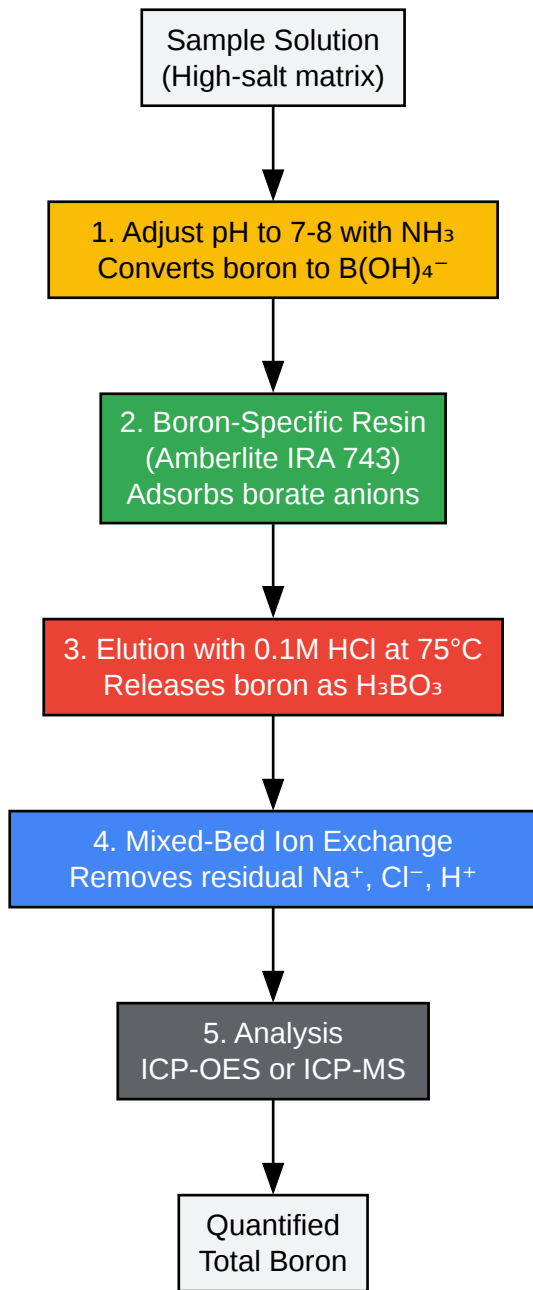 Sample Solution
(High-salt matrix)
1. Adjust pH to 7-8 with NH₃
Converts boron to B(OH)₄⁻
2. Boron-Specific Resin
(Amberlite IRA 743)
Adsorbs borate anions
3. Elution with 0.1M HCl at 75°C
Releases boron as H₃BO₃
4. Mixed-Bed Ion Exchange
Removes residual Na⁺, Cl⁻, H⁺
5. Analysis
ICP-OES or ICP-MS
Quantified
Total Boron